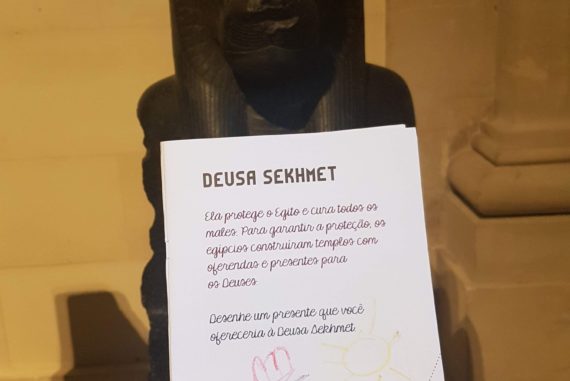 DEUSA SEKHMET
Ela protege o Egito e cura todos os
males. Para garantir a proteção, os
egípcios construíram templos com
oferendas e presentes para
os Deuses
Desenhe um presente que você
ofereceria à Deusa Sekhmet